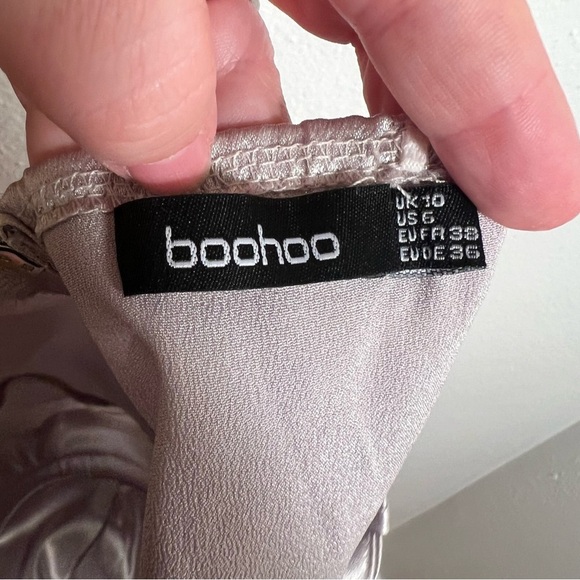 boohoo
UK 10
US 6
EU FR 38
EU DE 36